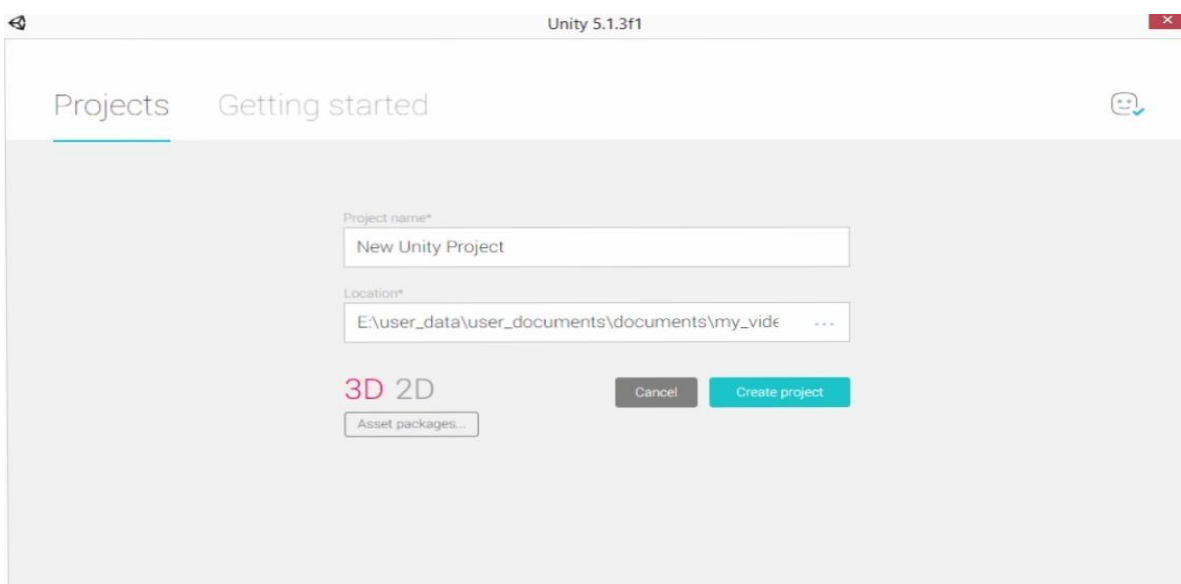 Unity 5.1.3f1
Projects Getting started
Project name*
New Unity Project
Location*
E:\user_data\user_documents\documents\my_vide ...
3D 2D Cancel Create project
Asset packages...